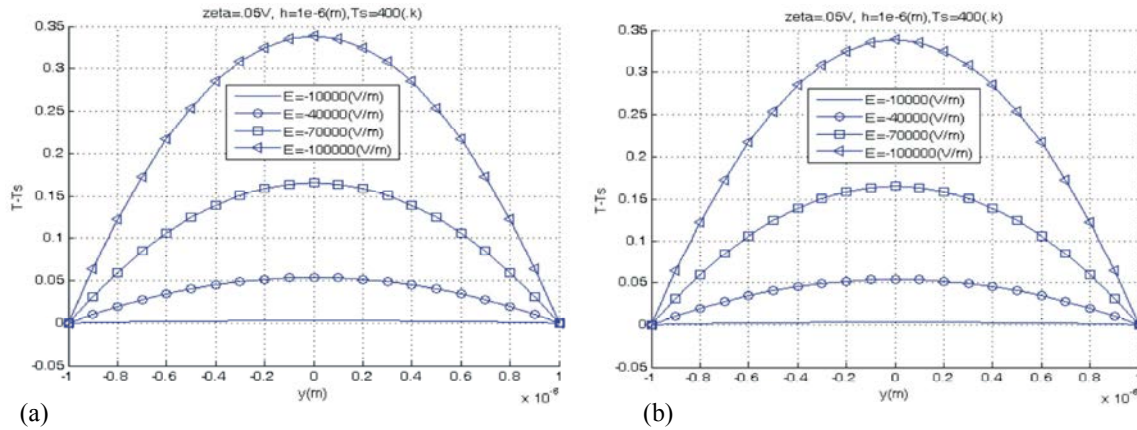 zeta=.05V, h=1e-6(m),Ts=400(.k)
0.35
0.3
0.25
0.2
0.15
0.1
0.05
0
-0.05
T-Ts
E=-10000(V/m)
E=-40000(V/m)
E=-70000(V/m)
E=-100000(V/m)
-1 -0.8 -0.6 -0.4 -0.2 0 0.2 0.4 0.6 0.8 1
y(m)
x 10⁻⁶
(a)
zeta=.05V, h=1e-6(m),Ts=400(.k)
0.35
0.3
0.25
0.2
0.15
0.1
0.05
0
-0.05
T-Ts
E=-10000(V/m)
E=-40000(V/m)
E=-70000(V/m)
E=-100000(V/m)
-1 -0.8 -0.6 -0.4 -0.2 0 0.2 0.4 0.6 0.8 1
y(m)
x 10⁻⁶
(b)